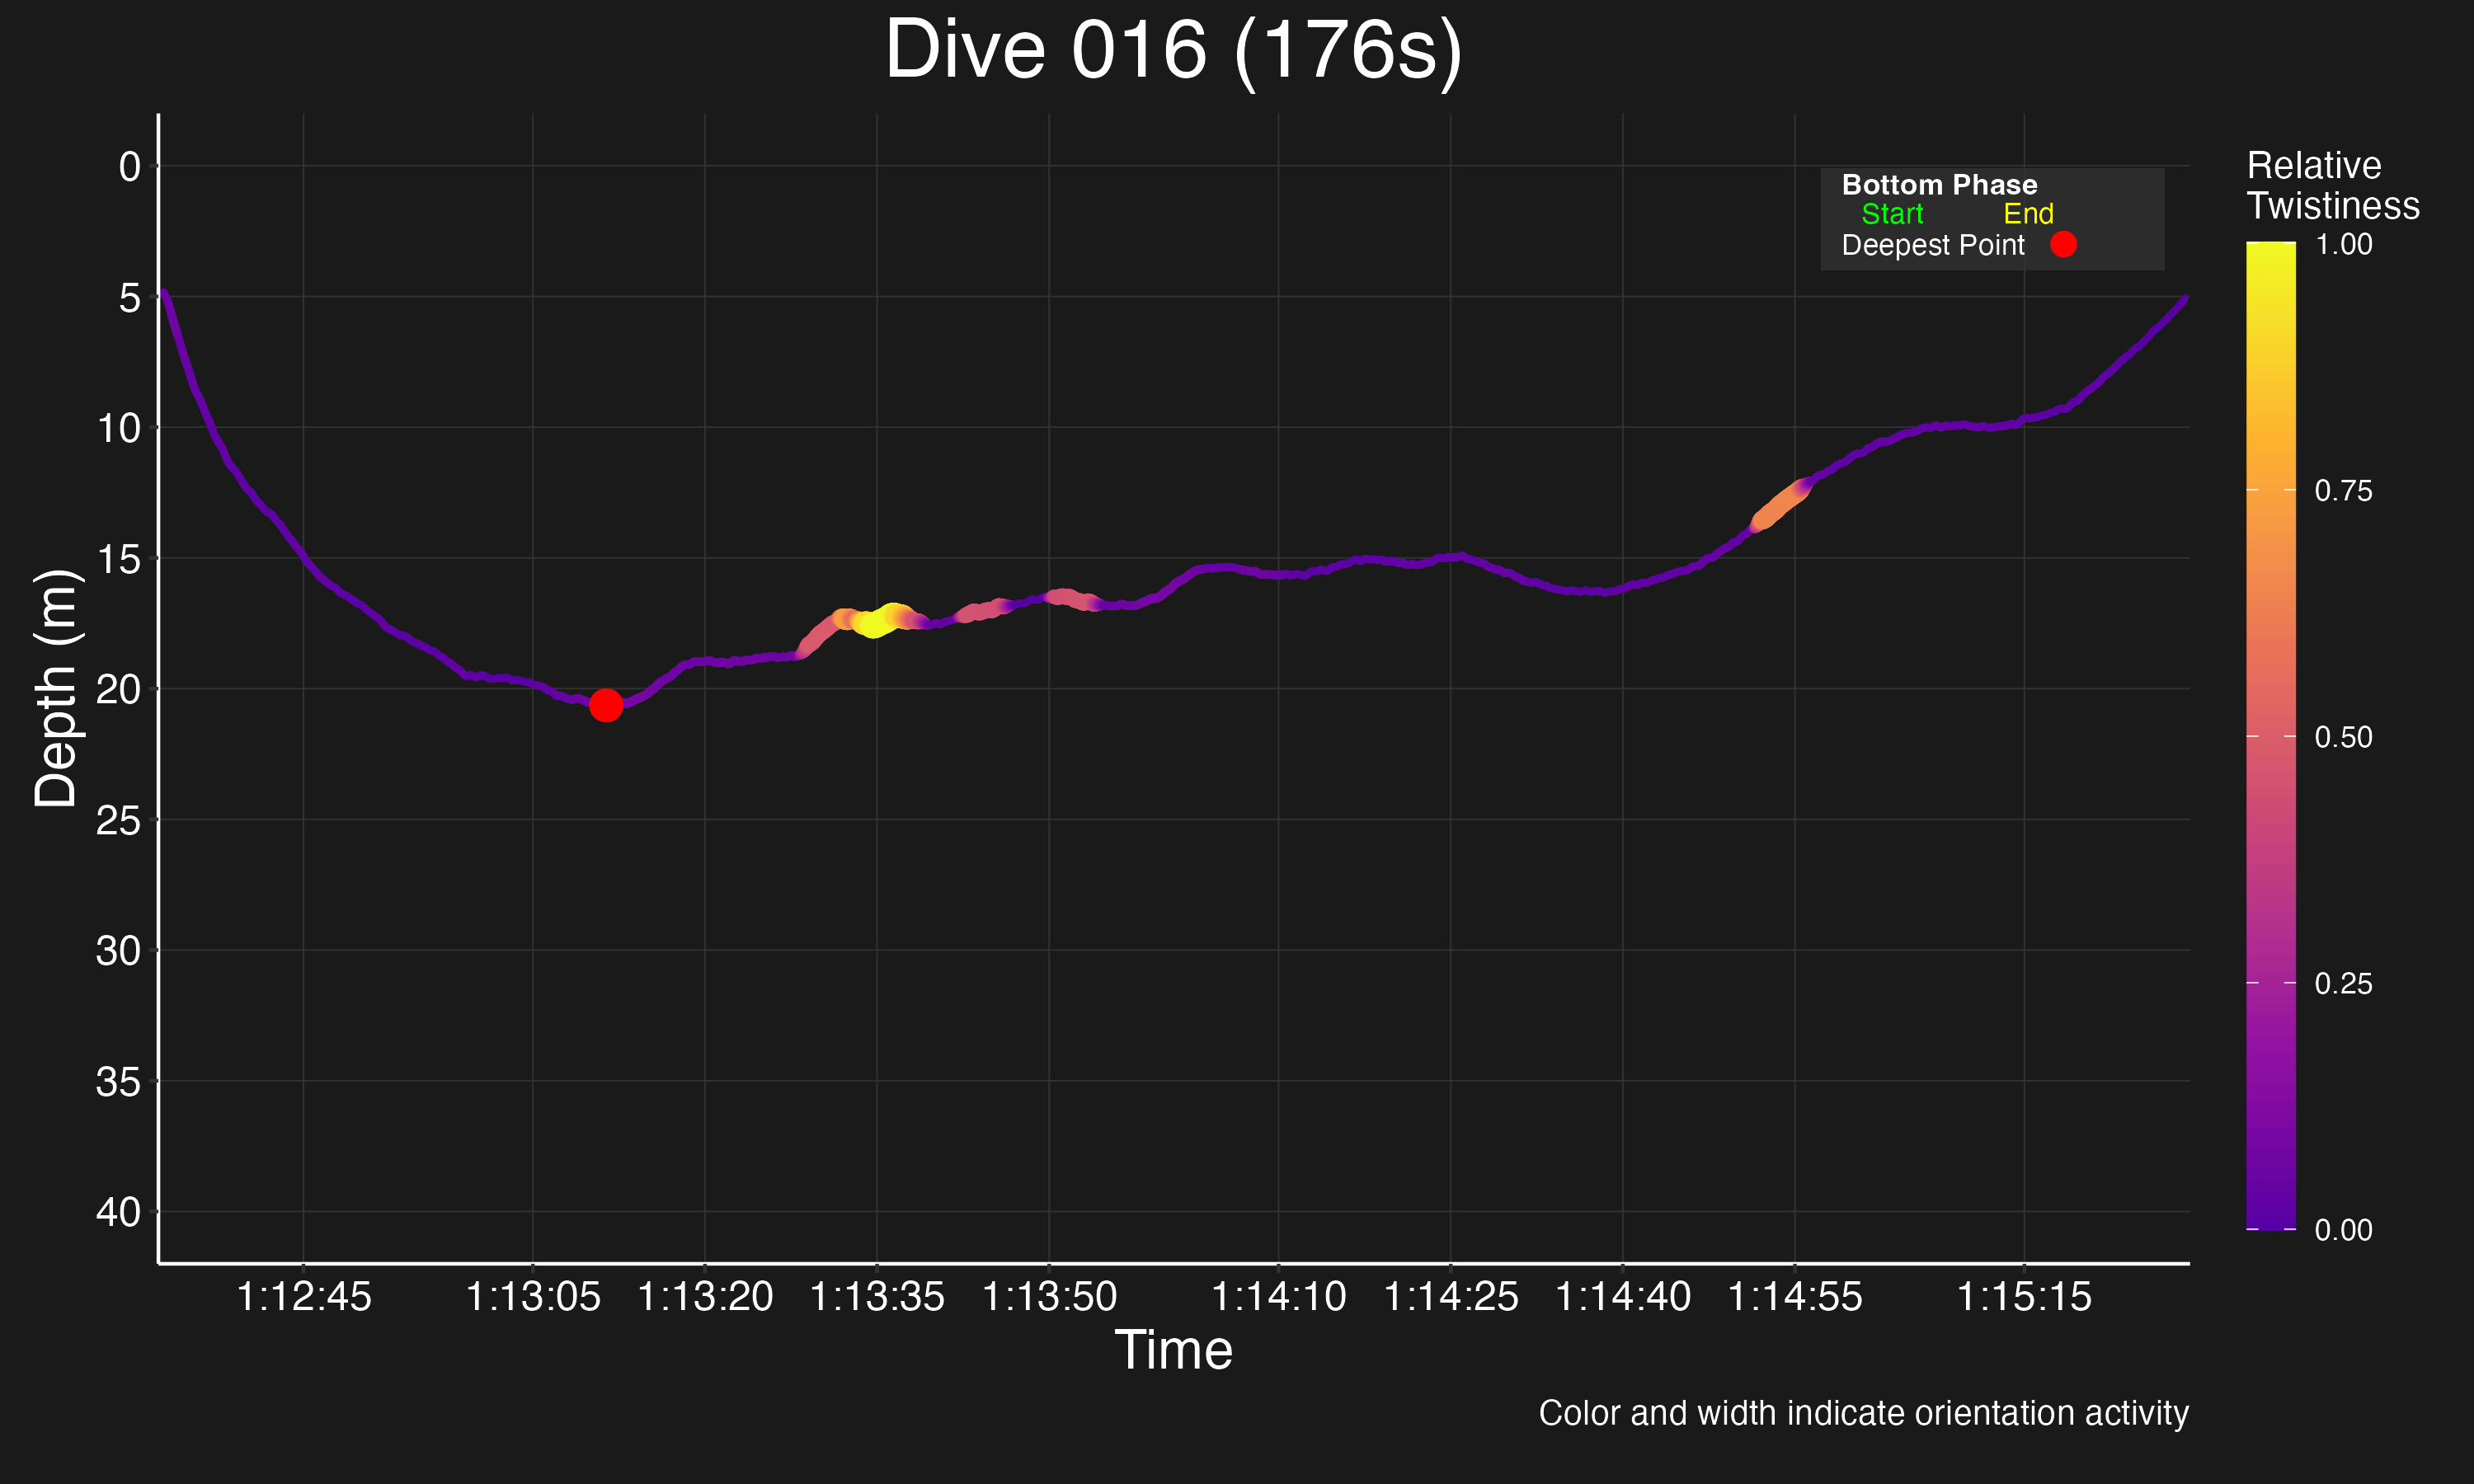 Dive 016 (176s)
Bottom Phase
Start End
Deepest Point
Relative
Twistiness
1.00
0.75
0.50
0.25
0.00
Depth (m)
0
5
10
15
20
25
30
35
40
1:12:45 1:13:05 1:13:20 1:13:35 1:13:50 1:14:10 1:14:25 1:14:40 1:14:55 1:15:15
Time
Color and width indicate orientation activity